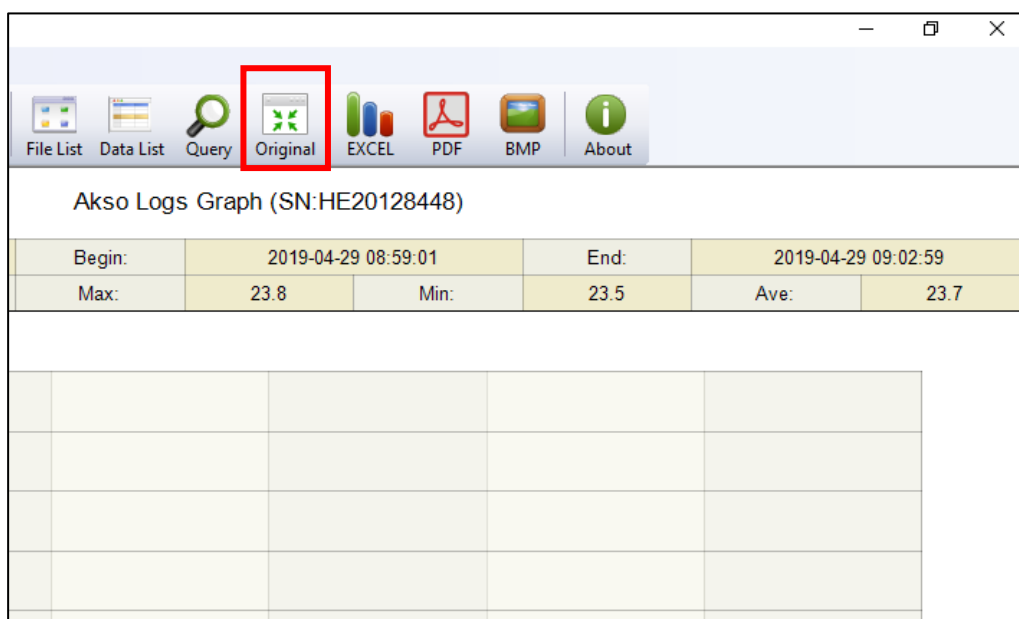 File List Data List Query Original EXCEL PDF BMP About
Akso Logs Graph (SN:HE20128448)
Begin: 2019-04-29 08:59:01 End: 2019-04-29 09:02:59
Max: 23.8 Min: 23.5 Ave: 23.7